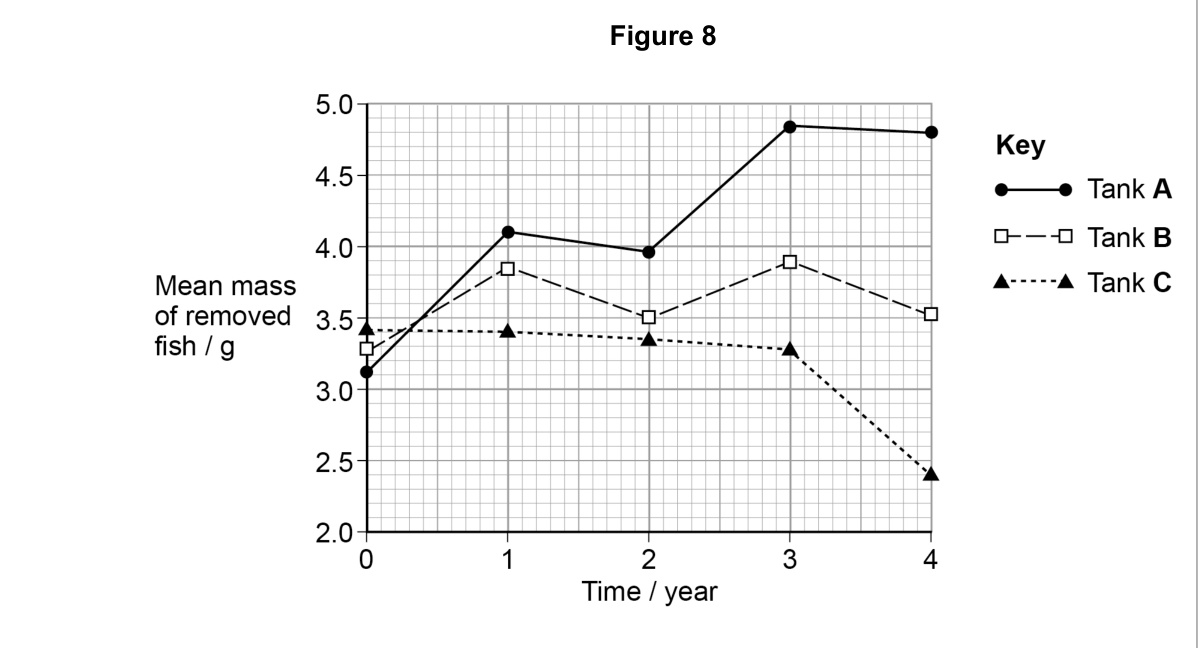 Figure 8
5.0
4.5
4.0
3.5
3.0
2.5
2.0
Mean mass
of removed
fish / g
0 1 2 3 4
Time / year
Key
Tank A
Tank B
Tank C